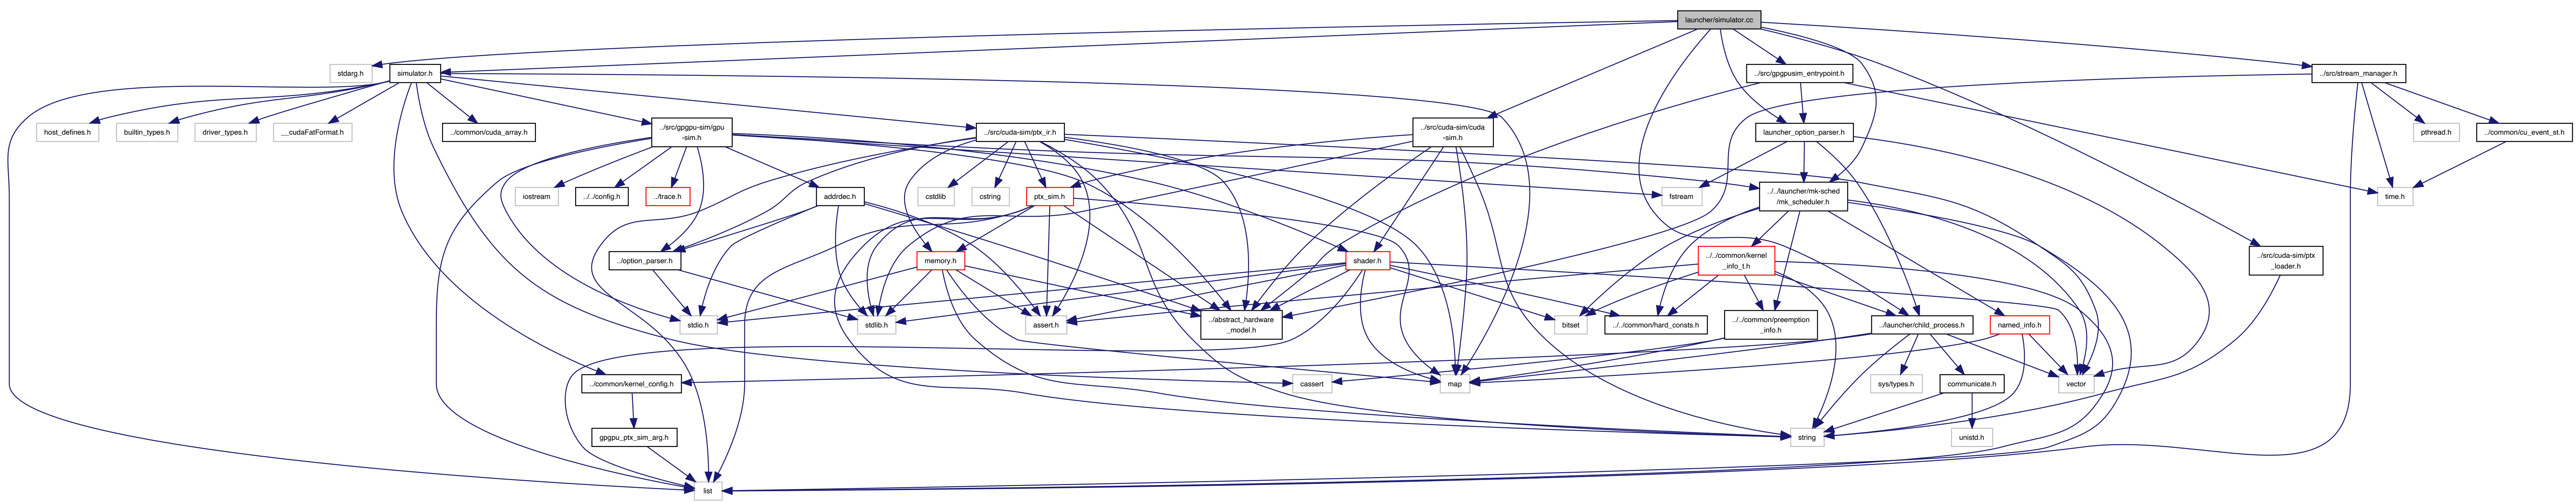 launcher/simulator.cc
stdarg.h
simulator.h
../src/gpgpusim_entrypoint.h
../src/stream_manager.h
host_defines.h
builtin_types.h
driver_types.h
__cudaFatFormat.h
../common/cuda_array.h
../src/gpgpu-sim/gpu
-sim.h
../src/cuda-sim/ptx_ir.h
../src/cuda-sim/cuda
-sim.h
launcher_option_parser.h
pthread.h
../common/cu_event_st.h
iostream
../../config.h
../trace.h
addrdec.h
cstdlib
cstring
ptx_sim.h
fstream
../../launcher/mk-sched
/mk_scheduler.h
time.h
../option_parser.h
memory.h
shader.h
../../common/kernel
_info_t.h
../src/cuda-sim/ptx
_loader.h
stdio.h
stdlib.h
assert.h
../abstract_hardware
_model.h
bitset
../../common/hard_consts.h
../../common/preemption
_info.h
../launcher/child_process.h
named_info.h
../common/kernel_config.h
cassert
map
sys/types.h
communicate.h
vector
gpgpu_ptx_sim_arg.h
string
unistd.h
list